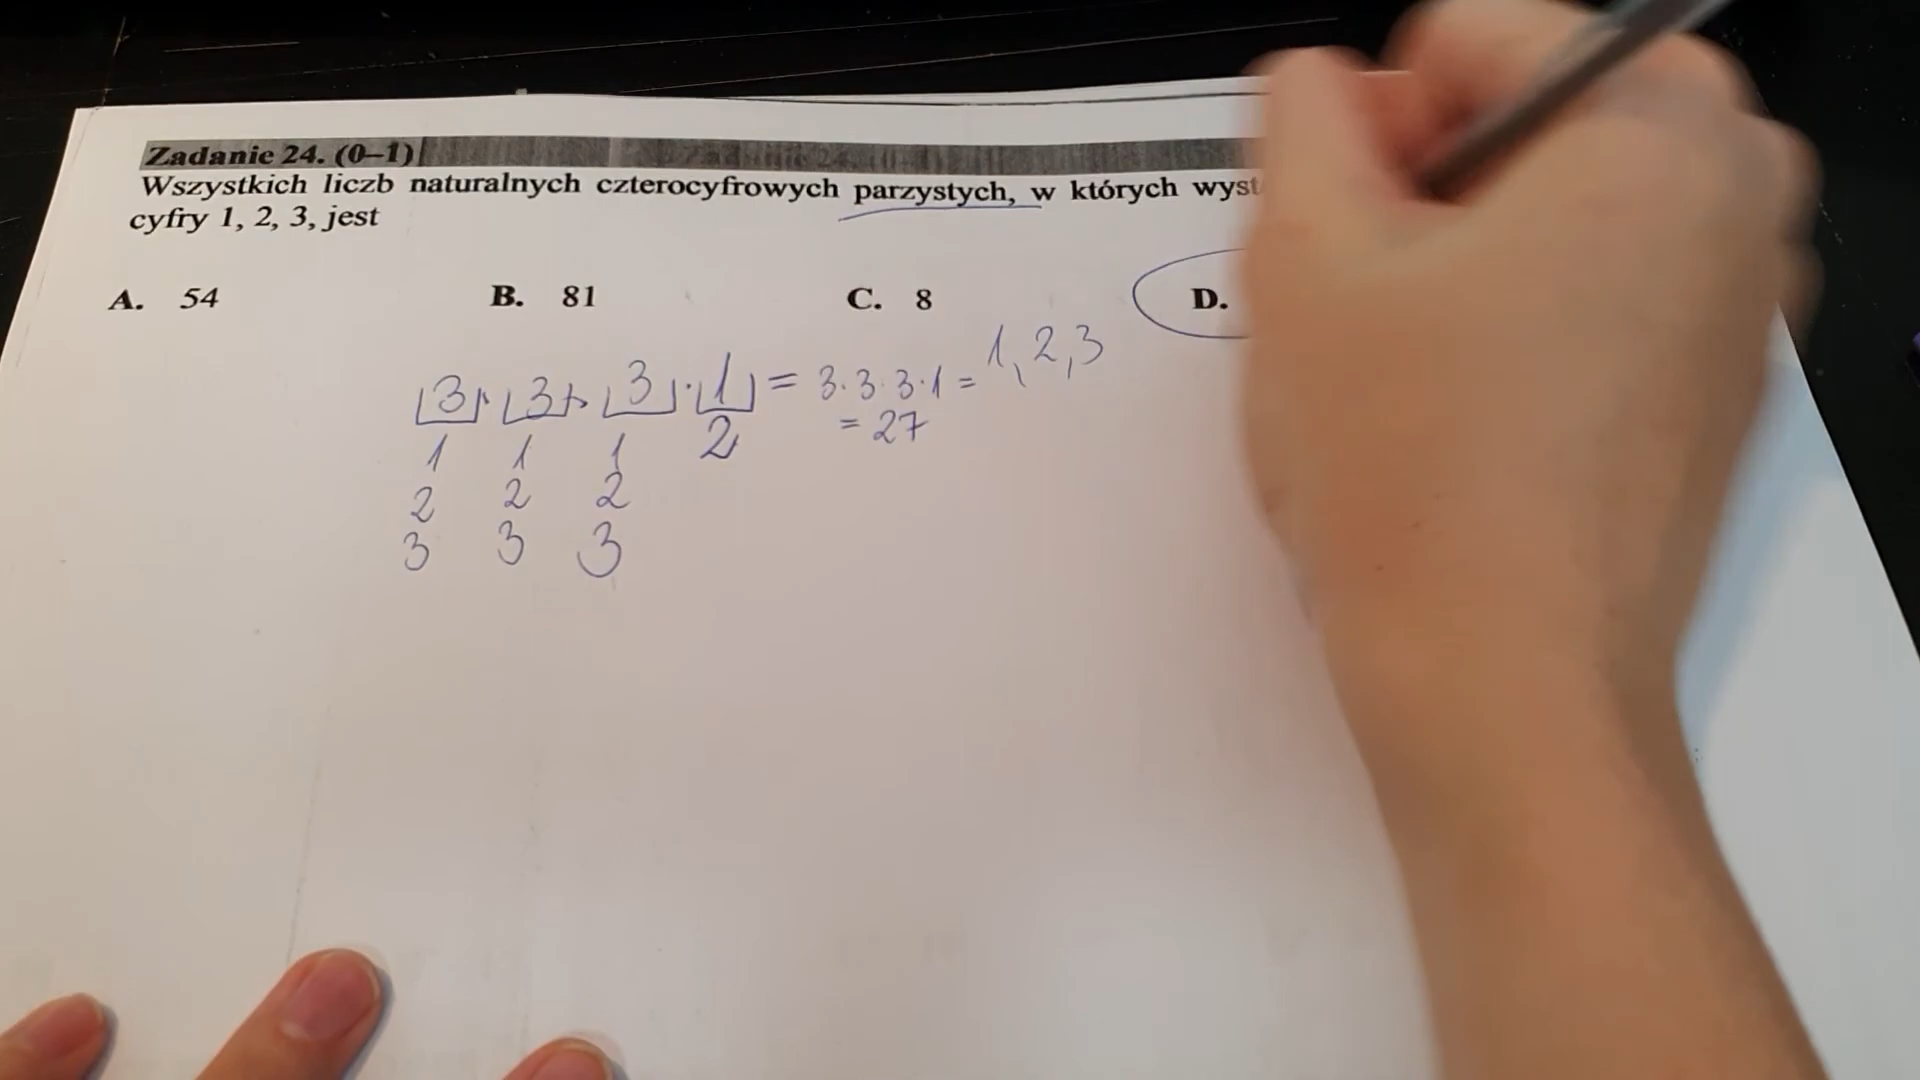 Zadanie 24. (0–1)
Wszystkich liczb naturalnych czterocyfrowych parzystych, w których
cyfry 1, 2, 3, jest
A. 54 B. 81 C. 8 D.
1, 2, 3
3 · 3 · 3 · 1 = 3 · 3 · 3 · 1 =
= 27
1 1 1 2
2 2 2
3 3 3